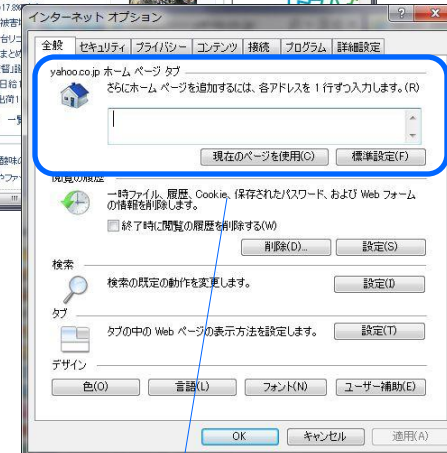 インターネット オプション
全般 セキュリティ プライバシー コンテンツ 接続 プログラム 詳細設定
yahoo.co.jp ホーム ページ タブ
さらにホーム ページを追加するには、各アドレスを 1 行ずつ入力します。(R)
現在のページを使用(C) 標準設定(F)
閲覧の履歴
一時ファイル、履歴、Cookie、保存されたパスワード、および Web フォーム
の情報を削除します。
終了時に閲覧の履歴を削除する(W)
削除(D)... 設定(S)
検索
検索の既定の動作を変更します。 設定(I)
タブ
タブの中の Web ページの表示方法を設定します。 設定(T)
デザイン
色(O) 言語(L) フォント(N) ユーザー補助(E)
OK キャンセル 適用(A)